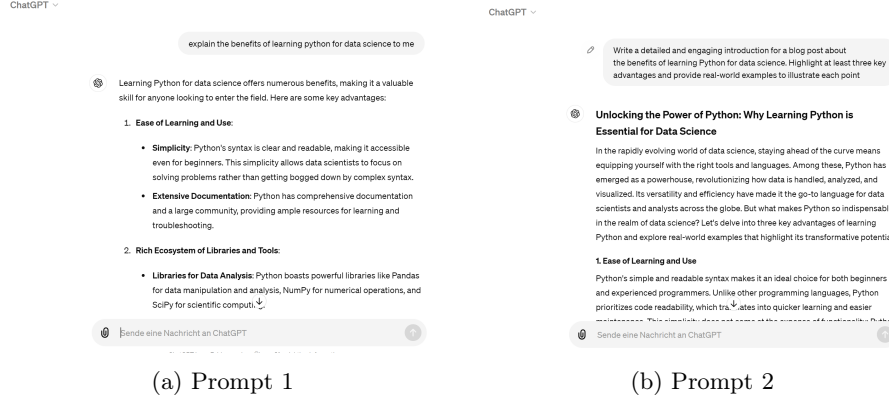 ChatGPT
explain the benefits of learning python for data science to me
Learning Python for data science offers numerous benefits, making it a valuable
skill for anyone looking to enter the field. Here are some key advantages:
1. Ease of Learning and Use:
• Simplicity: Python's syntax is clear and readable, making it accessible
even for beginners. This simplicity allows data scientists to focus on
solving problems rather than getting bogged down by complex syntax.
• Extensive Documentation: Python has comprehensive documentation
and a large community, providing ample resources for learning and
troubleshooting.
2. Rich Ecosystem of Libraries and Tools:
• Libraries for Data Analysis: Python boasts powerful libraries like Pandas
for data manipulation and analysis, NumPy for numerical operations, and
SciPy for scientific computi
Sende eine Nachricht an ChatGPT
(a) Prompt 1
ChatGPT
Write a detailed and engaging introduction for a blog post about
the benefits of learning Python for data science. Highlight at least three key
advantages and provide real-world examples to illustrate each point
Unlocking the Power of Python: Why Learning Python is
Essential for Data Science
In the rapidly evolving world of data science, staying ahead of the curve means
equipping yourself with the right tools and languages. Among these, Python has
emerged as a powerhouse, revolutionizing how data is handled, analyzed, and
visualized. Its versatility and efficiency have made it the go-to language for data
scientists and analysts across the globe. But what makes Python so indispensabl
in the realm of data science? Let's delve into three key advantages of learning
Python and explore real-world examples that highlight its transformative potentia
1. Ease of Learning and Use
Python's simple and readable syntax makes it an ideal choice for both beginners
and experienced programmers. Unlike other programming languages, Python
prioritizes code readability, which tra ates into quicker learning and easier
Sende eine Nachricht an ChatGPT
(b) Prompt 2